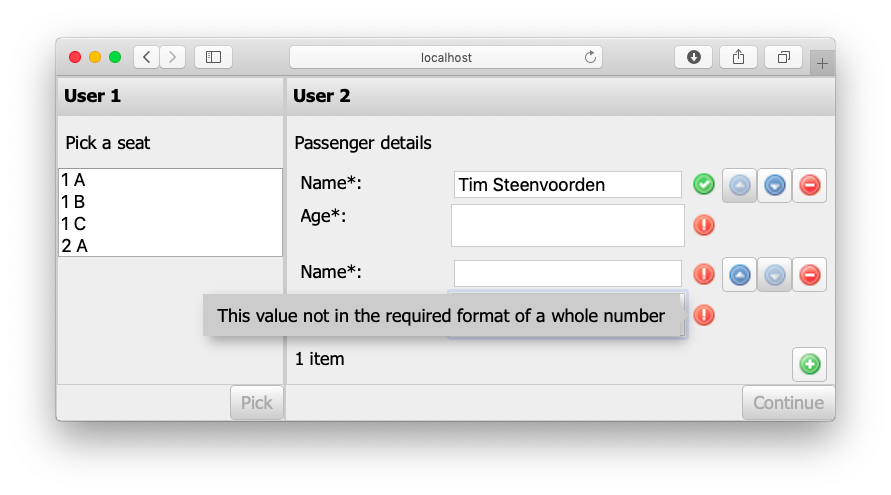 localhost
User 1
User 2
Pick a seat
1 A
1 B
1 C
2 A
Pick
Passenger details
Name*:
Tim Steenvoorden
Age*:
Name*:
This value not in the required format of a whole number
1 item
Continue